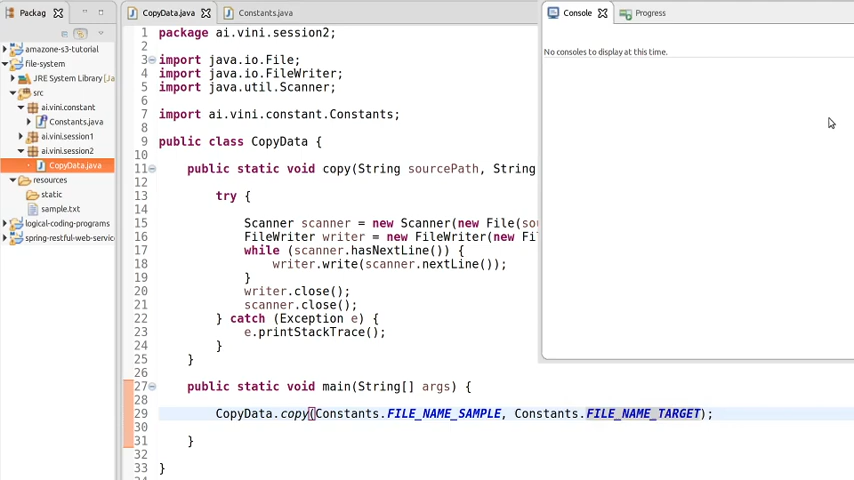 Packag
amazone-s3-tutorial
file-system
JRE System Library [Ja
src
ai.vini.constant
Constants.java
ai.vini.session1
ai.vini.session2
CopyData.java
resources
static
sample.txt
logical-coding-programs
spring-restful-web-service
CopyData.java
Constants.java
1 package ai.vini.session2;
2
3 import java.io.File;
4 import java.io.FileWriter;
5 import java.util.Scanner;
6
7 import ai.vini.constant.Constants;
8
9 public class CopyData {
10
11 public static void copy(String sourcePath, String
12
13 try {
14
15 Scanner scanner = new Scanner(new File(sou
16 FileWriter writer = new FileWriter(new Fil
17 while (scanner.hasNextLine()) {
18 writer.write(scanner.nextLine());
19 }
20 writer.close();
21 scanner.close();
22 } catch (Exception e) {
23 e.printStackTrace();
24 }
25 }
26
27 public static void main(String[] args) {
28
29 CopyData.copy(Constants.FILE_NAME_SAMPLE, Constants.FILE_NAME_TARGET);
30
31 }
32
33 }
Console
Progress
No consoles to display at this time.